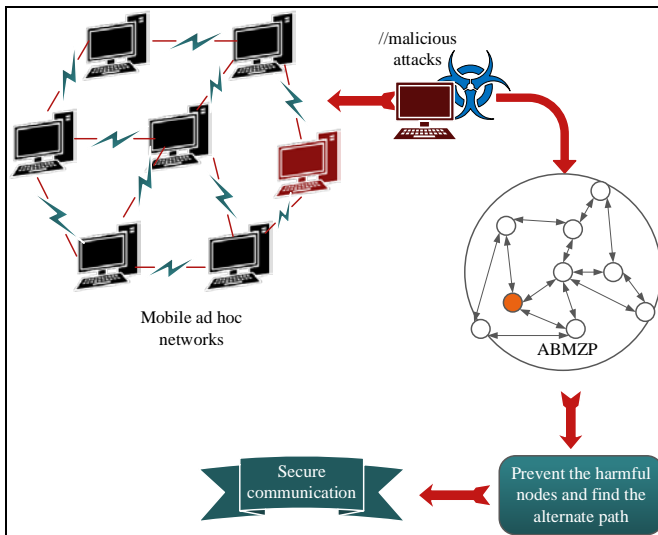 //malicious
attacks
Mobile ad hoc
networks
ABMZP
Prevent the harmful
nodes and find the
alternate path
Secure
communication